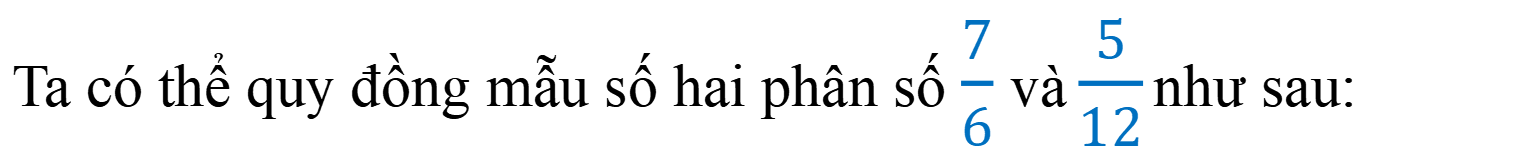 Ta có thể quy đồng mẫu số hai phân số 7/6 và 5/12 như sau: